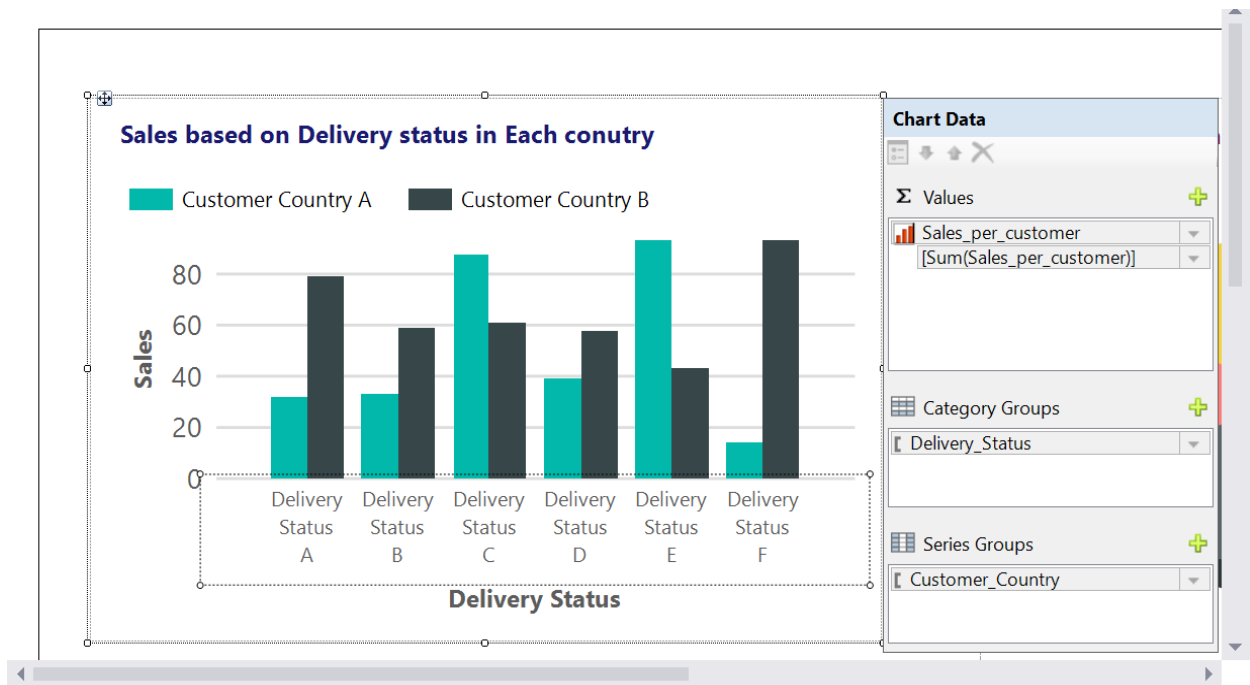 Sales based on Delivery status in Each conutry
Customer Country A
Customer Country B
80
60
40
20
0
Sales
Delivery Status A
Delivery Status B
Delivery Status C
Delivery Status D
Delivery Status E
Delivery Status F
Delivery Status
Chart Data
Σ Values
Sales_per_customer
[Sum(Sales_per_customer)]
Category Groups
Delivery_Status
Series Groups
Customer_Country